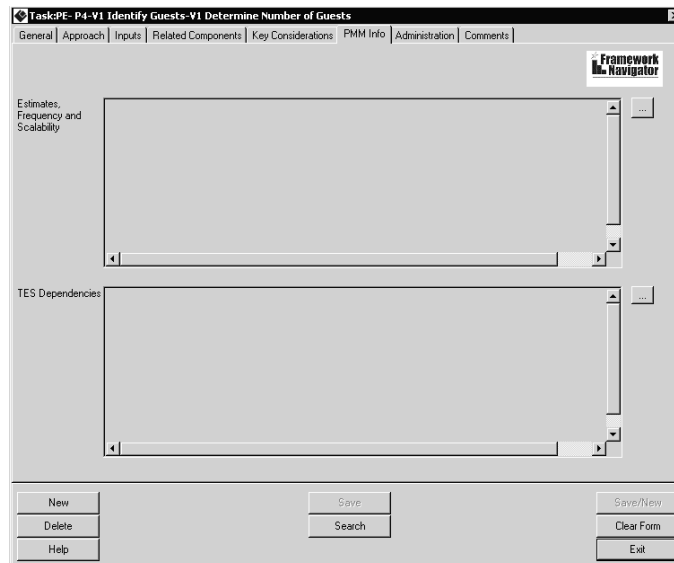 Task:PE- P4-V1 Identify Guests-V1 Determine Number of Guests
General Approach Inputs Related Components Key Considerations PMM Info Administration Comments
Framework
Navigator
Estimates,
Frequency and
Scalability
...
TES Dependencies
...
New Save Save/New
Delete Search Clear Form
Help Exit